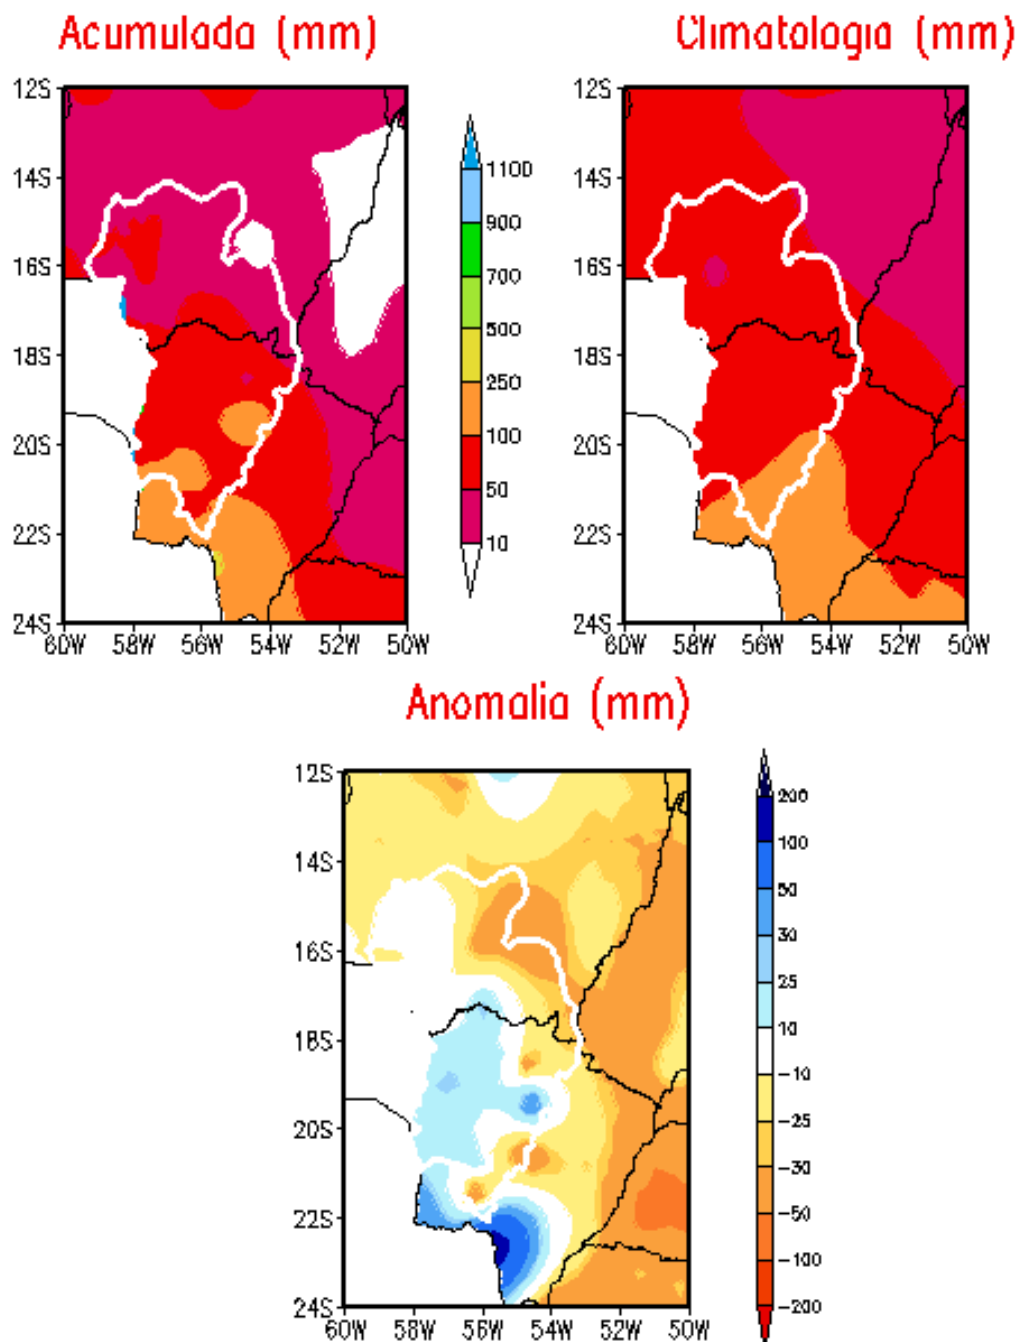 Acumulada (mm)
Climatologia (mm)
12S
14S
16S
18S
20S
22S
24S
60W 58W 56W 54W 52W 50W
1100
900
700
500
250
100
50
10
12S
14S
16S
18S
20S
22S
24S
60W 58W 56W 54W 52W 50W
Anomalia (mm)
12S
14S
16S
18S
20S
22S
24S
60W 58W 56W 54W 52W 50W
200
100
50
30
25
10
-10
-25
-30
-50
-100
-200